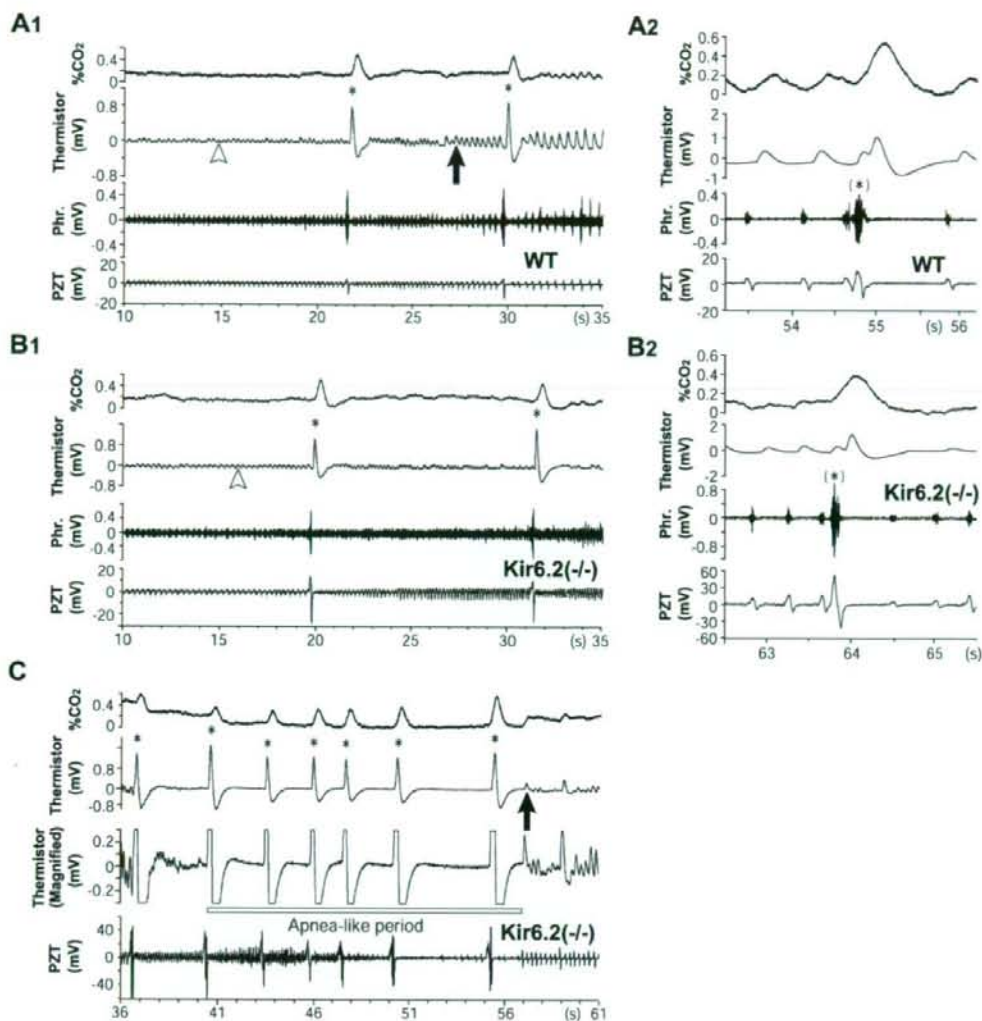 A1
%CO2
0.4
0
*
*
Thermistor (mV)
0.8
0
-0.8
Phr. (mV)
0.4
0
-0.4
WT
PZT (mV)
20
0
-20
10 15 20 25 30 (s) 35
A2
%CO2
0.6
0.4
0.2
0
Thermistor (mV)
2
1
0
-1
(*)
Phr. (mV)
0.4
0
-0.4
WT
PZT (mV)
20
0
-20
54 55 (s) 56
B1
%CO2
0.4
0
*
*
Thermistor (mV)
0.8
0
-0.8
Phr. (mV)
0.4
0
-0.4
Kir6.2(-/-)
PZT (mV)
20
0
-20
10 15 20 25 30 (s) 35
B2
%CO2
0.6
0.4
0.2
0
Thermistor (mV)
2
0
-2
(*)
Kir6.2(-/-)
Phr. (mV)
0.8
0
-0.8
PZT (mV)
60
30
0
-30
-60
63 64 65 (s)
C
%CO2
0.4
0
* * * * * * *
Thermistor (mV)
0.8
0
-0.8
Thermistor (Magnified) (mV)
0.2
0
-0.2
Apnea-like period
Kir6.2(-/-)
PZT (mV)
40
0
-40
36 41 46 51 56 (s) 61